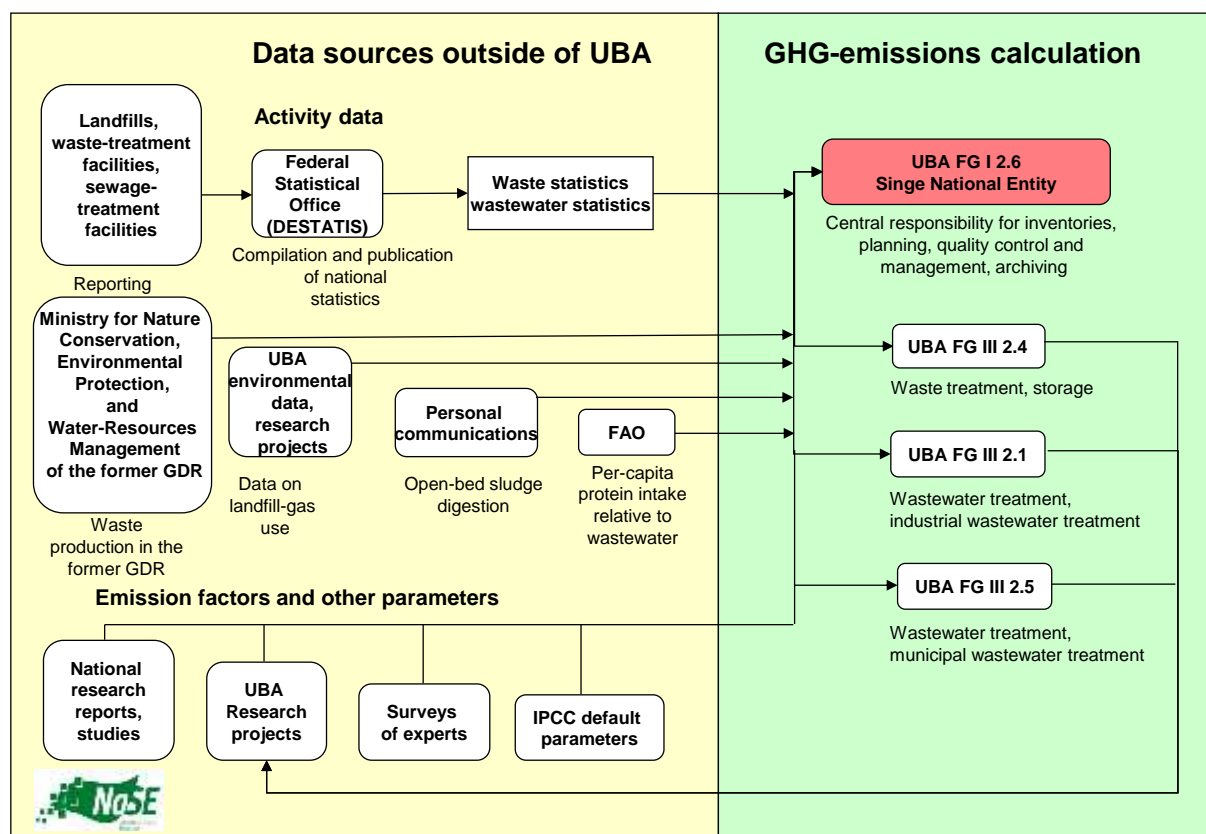 Data sources outside of UBA
GHG-emissions calculation
Activity data
Landfills,
waste-treatment
facilities,
sewage-
treatment
facilities
Reporting
Federal
Statistical
Office
(DESTATIS)
Compilation and publication
of national
statistics
Waste statistics
wastewater statistics
UBA FG I 2.6
Singe National Entity
Central responsibility for inventories,
planning, quality control and
management, archiving
Ministry for Nature
Conservation,
Environmental
Protection,
and
Water-Resources
Management
of the former GDR
Waste
production in the
former GDR
UBA
environmental
data,
research
projects
Data on
landfill-gas
use
Personal
communications
Open-bed sludge
digestion
FAO
Per-capita
protein intake
relative to
wastewater
UBA FG III 2.4
Waste treatment, storage
UBA FG III 2.1
Wastewater treatment,
industrial wastewater treatment
UBA FG III 2.5
Wastewater treatment,
municipal wastewater treatment
Emission factors and other parameters
National
research
reports,
studies
UBA
Research
projects
Surveys
of experts
IPCC default
parameters
NaSE